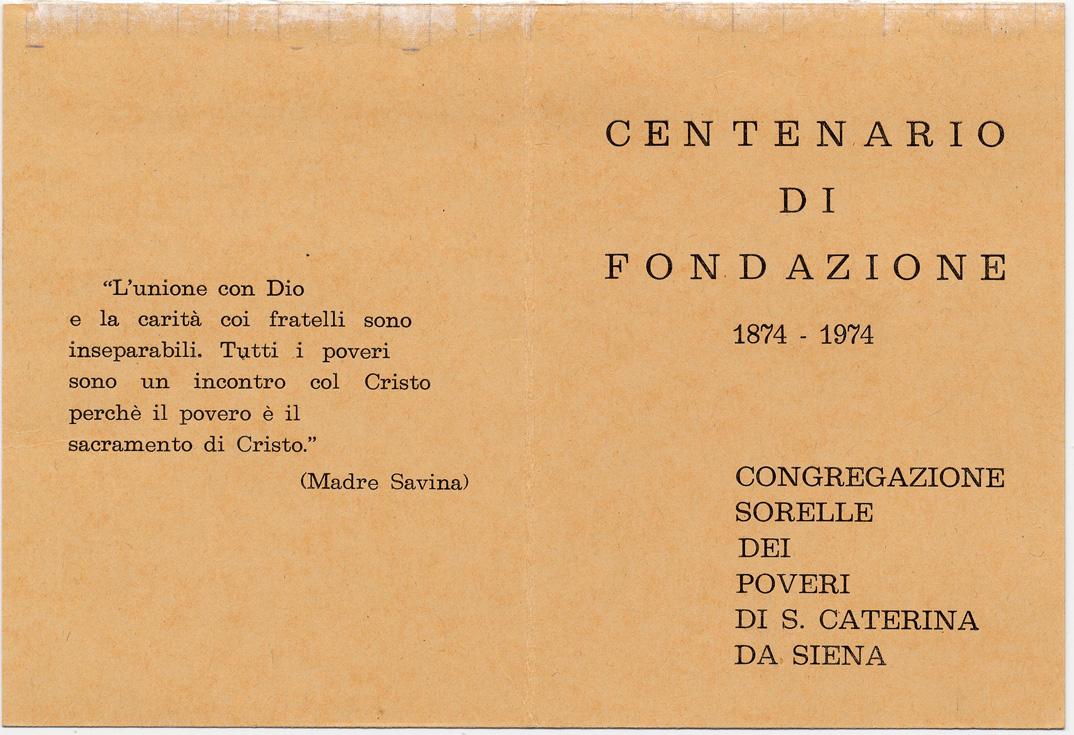 "L'unione con Dio
e la carità coi fratelli sono
inseparabili. Tutti i poveri
sono un incontro col Cristo
perchè il povero è il
sacramento di Cristo."
(Madre Savina)
CENTENARIO
DI
FONDAZIONE
1874 - 1974
CONGREGAZIONE
SORELLE
DEI
POVERI
DI S. CATERINA
DA SIENA